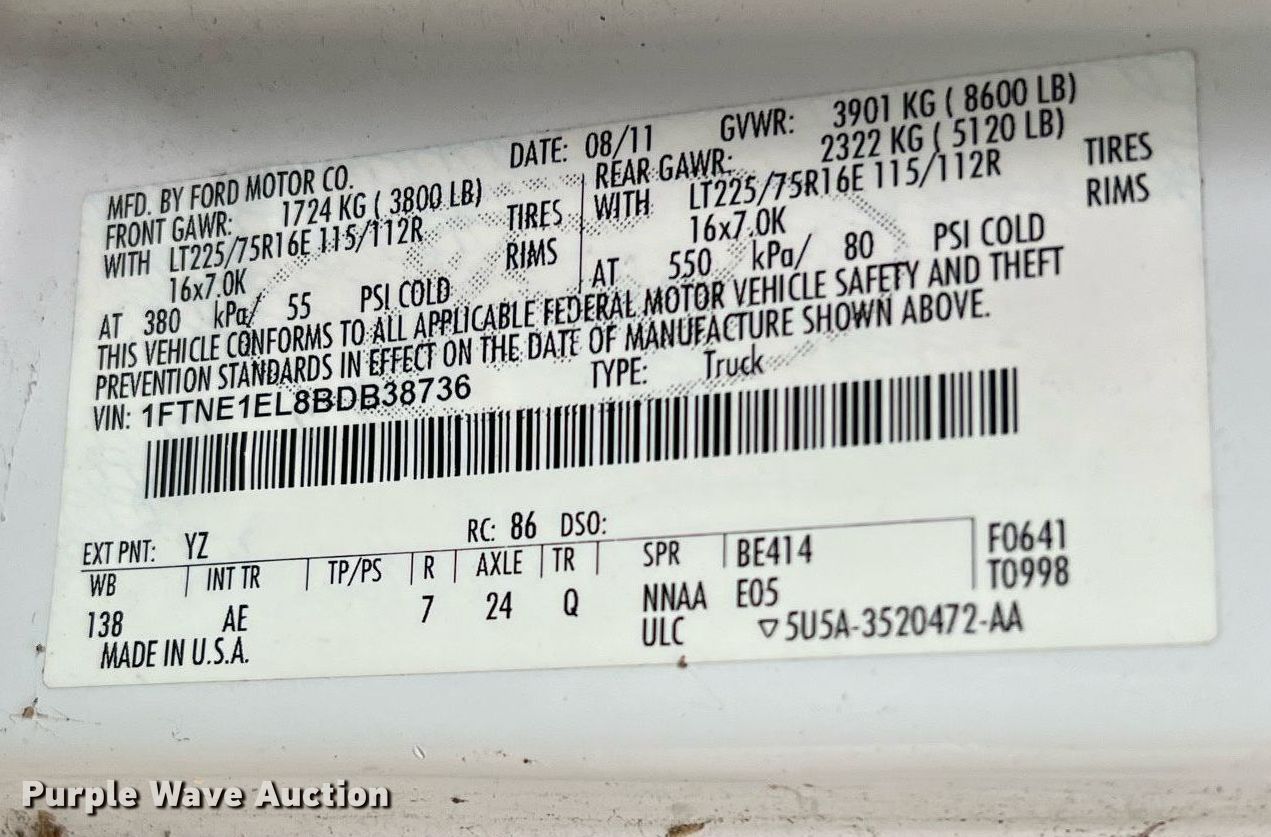 MFD. BY FORD MOTOR CO. DATE: 08/11 GVWR: 3901 KG ( 8600 LB)
FRONT GAWR: 1724 KG ( 3800 LB) REAR GAWR: 2322 KG ( 5120 LB)
WITH LT225/75R16E 115/112R TIRES WITH LT225/75R16E 115/112R TIRES
16x7.0K RIMS 16x7.0K RIMS
AT 380 kPa/ 55 PSI COLD AT 550 kPa/ 80 PSI COLD
THIS VEHICLE CONFORMS TO ALL APPLICABLE FEDERAL MOTOR VEHICLE SAFETY AND THEFT
PREVENTION STANDARDS IN EFFECT ON THE DATE OF MANUFACTURE SHOWN ABOVE.
VIN: 1FTNE1EL8BDB38736 TYPE: Truck
EXT PNT: YZ RC: 86 DSO:
WB INT TR TP/PS R AXLE TR SPR BE414 F0641
138 AE 7 24 Q NNAA E05 T0998
MADE IN U.S.A. ULC ▽5U5A-3520472-AA
Purple Wave Auction